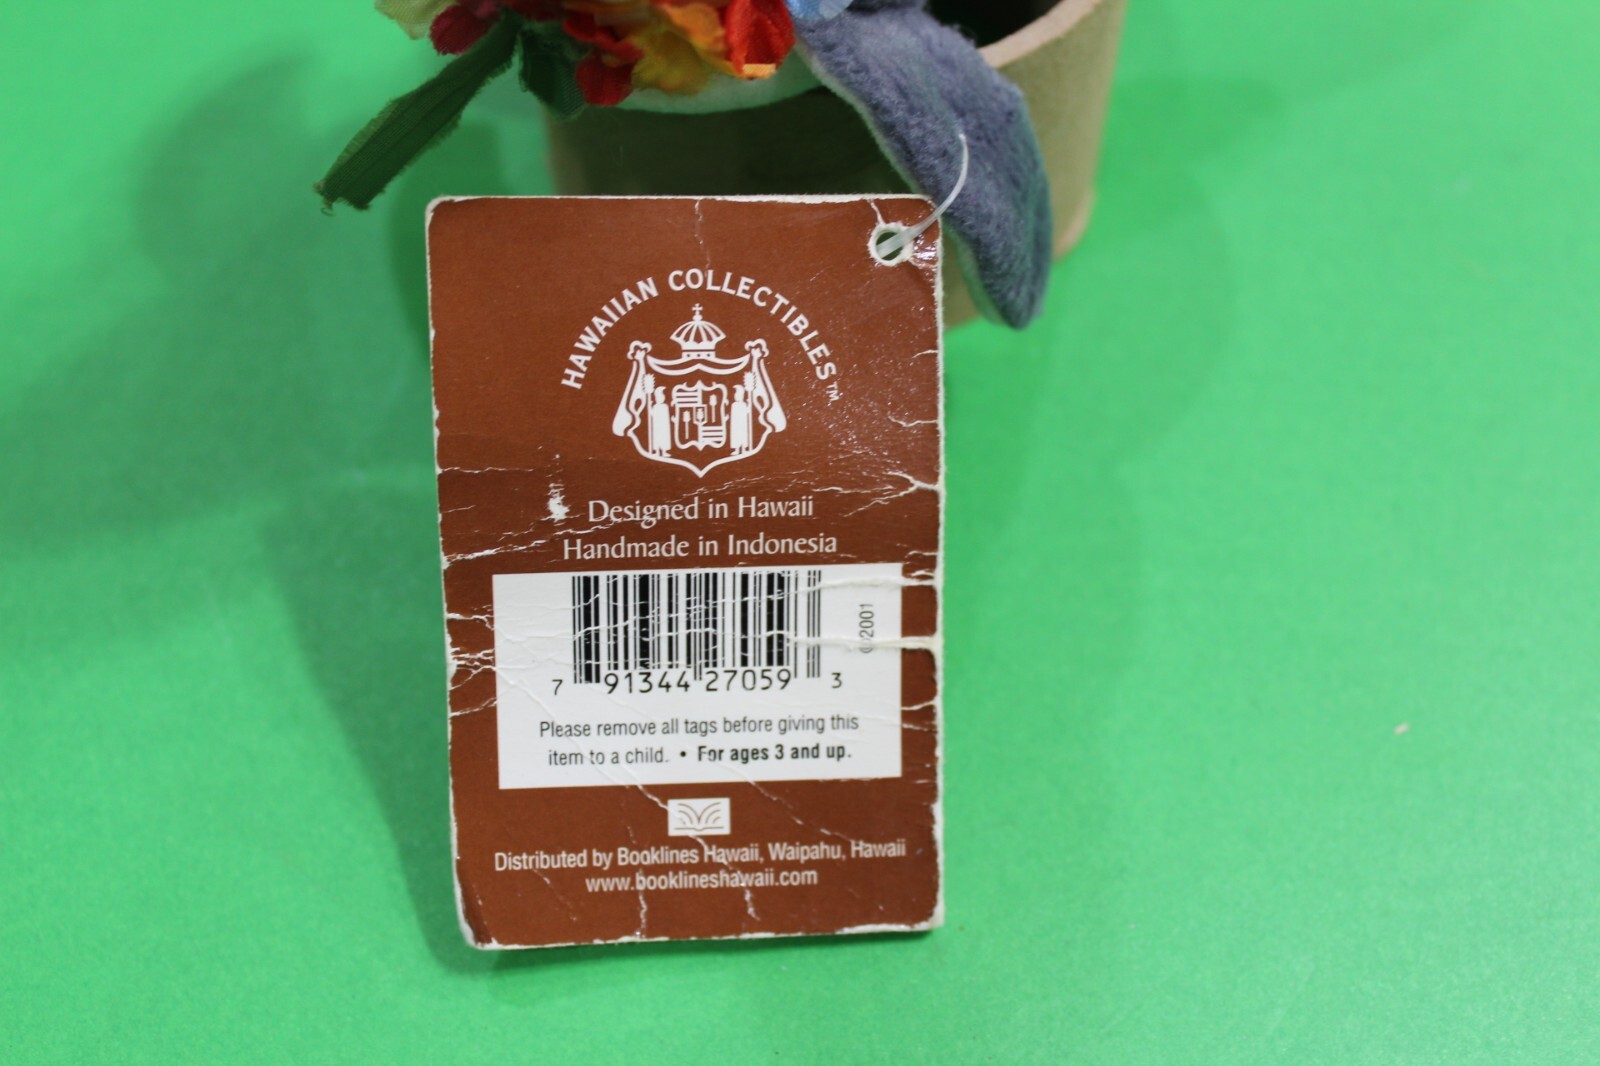 HAWAIIAN COLLECTIBLES™
Designed in Hawaii
Handmade in Indonesia
©2001
7 91344 27059 3
Please remove all tags before giving this
item to a child. • For ages 3 and up.
Distributed by Booklines Hawaii, Waipahu, Hawaii
www.booklineshawaii.com